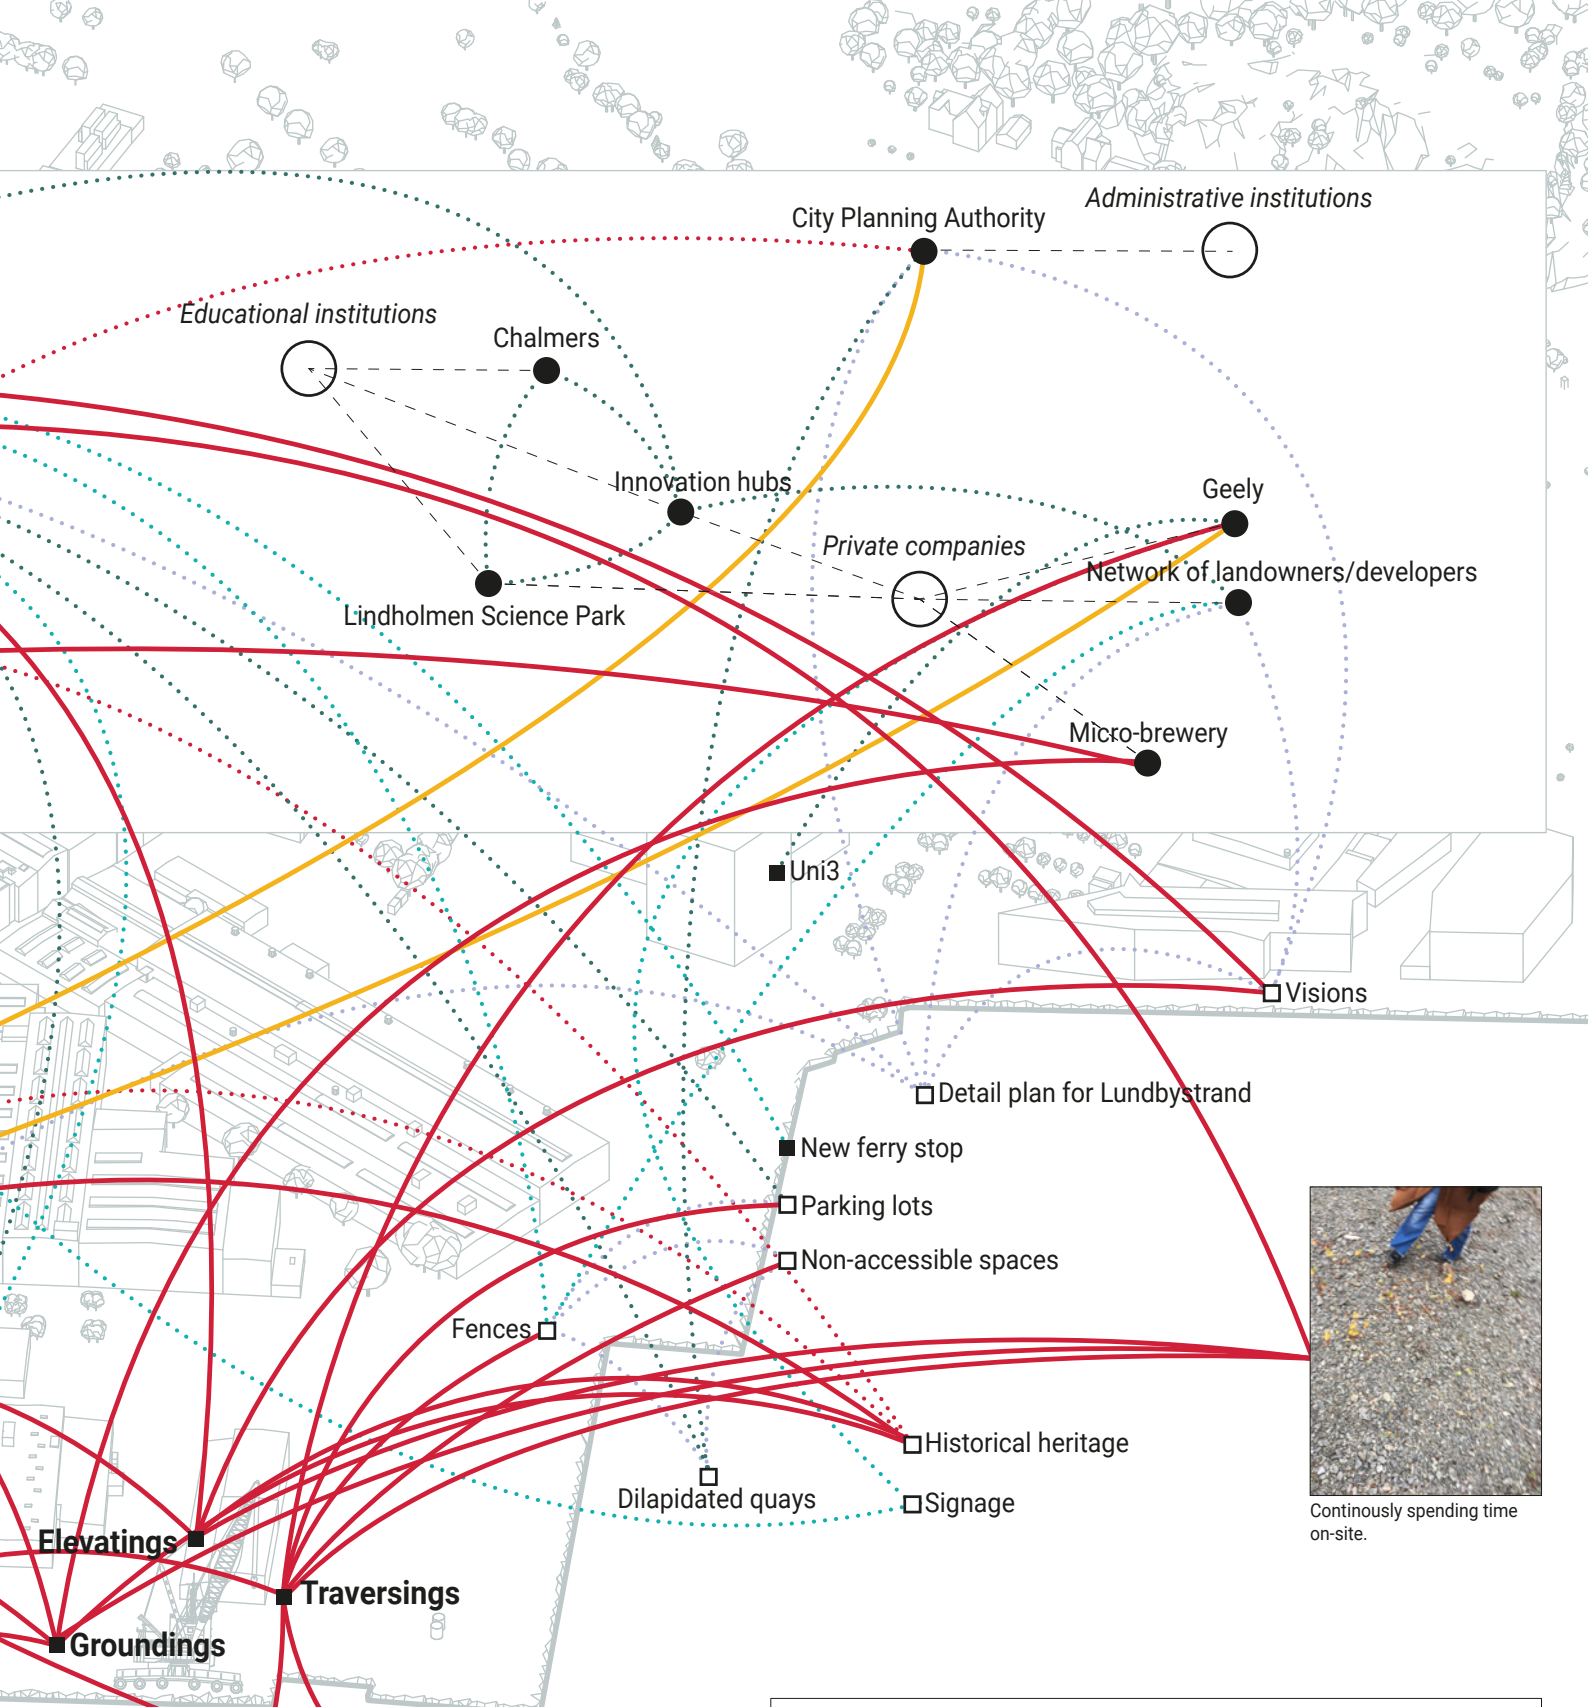 Administrative institutions
City Planning Authority
Educational institutions
Chalmers
Innovation hubs
Geely
Private companies
Network of landowners/developers
Lindholmen Science Park
Micro-brewery
Uni3
Visions
Detail plan for Lundbystrand
New ferry stop
Parking lots
Non-accessible spaces
Fences
Historical heritage
Dilapidated quays
Signage
Continously spending time
on-site.
Elevatings
Traversings
Groundings